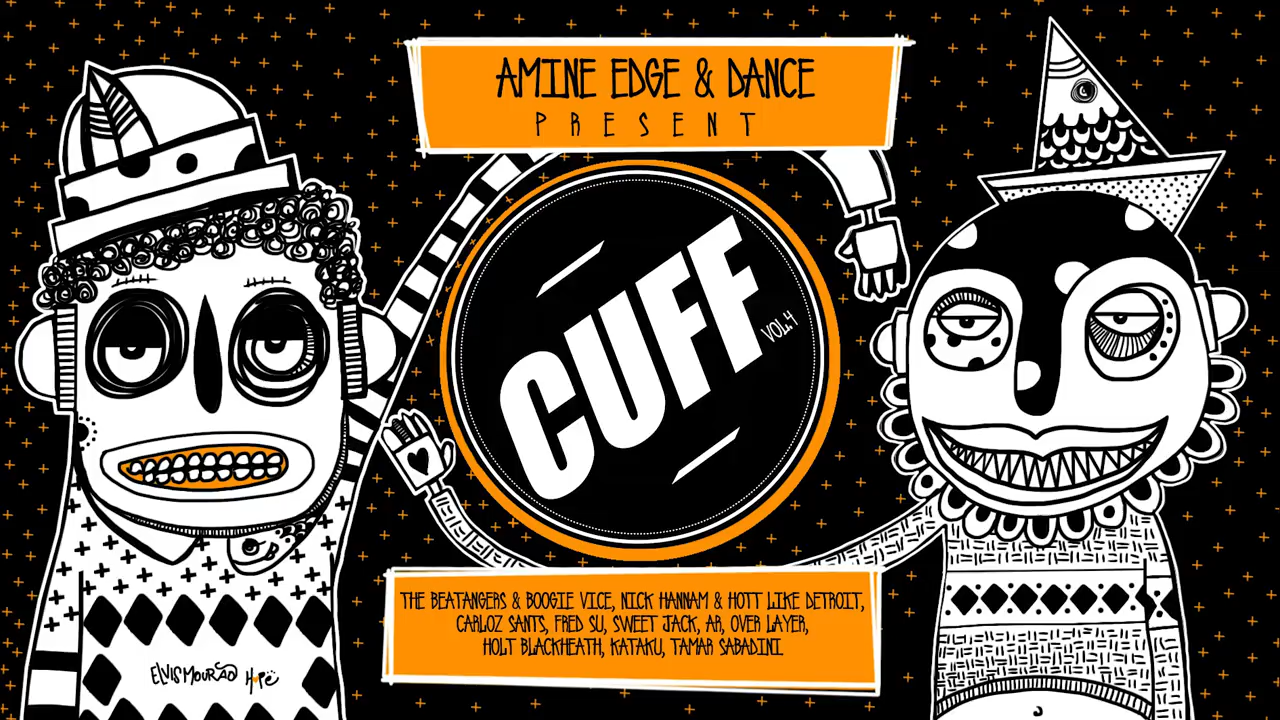 AMINE EDGE & DANCE
PRESENT
CUFF
VOL.4
THE BEATANGERS & BOOGIE VICE, NICK HANNAM & HOTT LIKE DETROIT,
CARLOZ SANTS, FRED SU, SWEET JACK, AR, OVER LAYER,
HOLT BLACKHEATH, KATAKU, TAMAR SABADINI
ELVISMOURÃO Hope